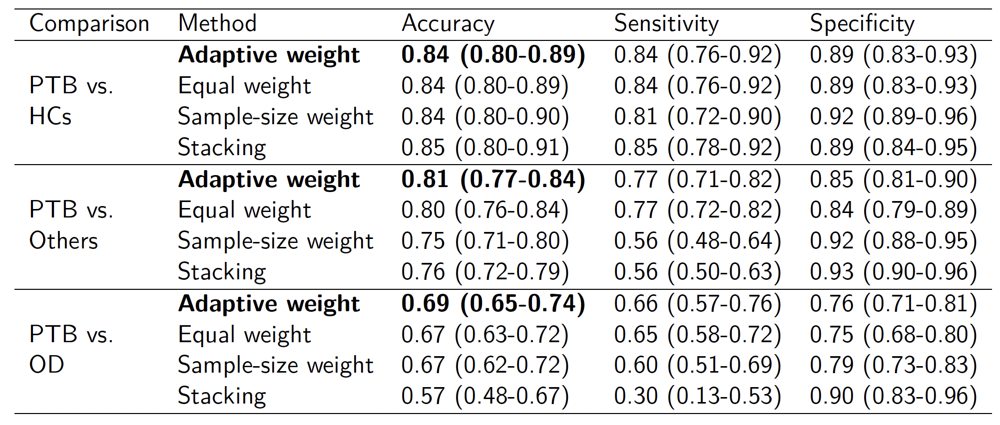 Comparison Method Accuracy Sensitivity Specificity
Adaptive weight 0.84 (0.80-0.89) 0.84 (0.76-0.92) 0.89 (0.83-0.93)
PTB vs. Equal weight 0.84 (0.80-0.89) 0.84 (0.76-0.92) 0.89 (0.83-0.93)
HCs Sample-size weight 0.84 (0.80-0.90) 0.81 (0.72-0.90) 0.92 (0.89-0.96)
Stacking 0.85 (0.80-0.91) 0.85 (0.78-0.92) 0.89 (0.84-0.95)
Adaptive weight 0.81 (0.77-0.84) 0.77 (0.71-0.82) 0.85 (0.81-0.90)
PTB vs. Equal weight 0.80 (0.76-0.84) 0.77 (0.72-0.82) 0.84 (0.79-0.89)
Others Sample-size weight 0.75 (0.71-0.80) 0.56 (0.48-0.64) 0.92 (0.88-0.95)
Stacking 0.76 (0.72-0.79) 0.56 (0.50-0.63) 0.93 (0.90-0.96)
Adaptive weight 0.69 (0.65-0.74) 0.66 (0.57-0.76) 0.76 (0.71-0.81)
PTB vs. Equal weight 0.67 (0.63-0.72) 0.65 (0.58-0.72) 0.75 (0.68-0.80)
OD Sample-size weight 0.67 (0.62-0.72) 0.60 (0.51-0.69) 0.79 (0.73-0.83)
Stacking 0.57 (0.48-0.67) 0.30 (0.13-0.53) 0.90 (0.83-0.96)